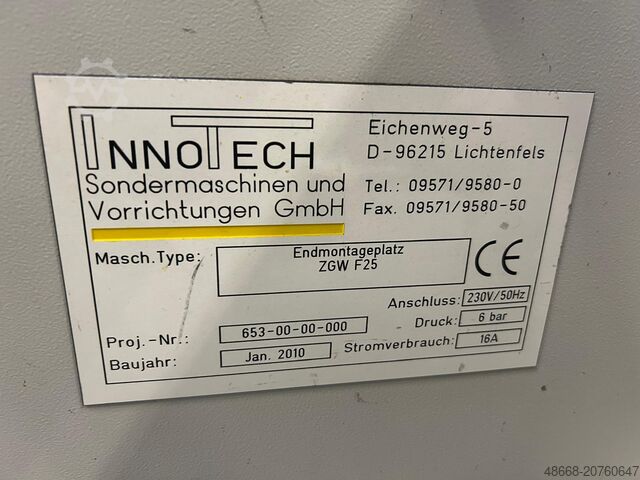 INNOTECH
Sondermaschinen und
Vorrichtungen GmbH
Eichenweg-5
D-96215 Lichtenfels
Tel.: 09571/9580-0
Fax. 09571/9580-50
Masch.Type: Endmontageplatz
ZGW F25
CE
Anschluss: 230V/50Hz
Druck: 6 bar
Stromverbrauch: 16A
Proj.-Nr.: 653-00-00-000
Baujahr: Jan. 2010
48668-20760647